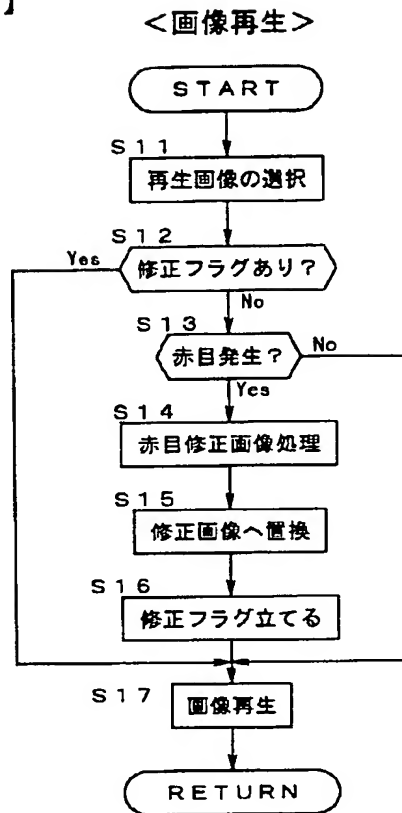 】
＜画像再生＞
START
S11
再生画像の選択
S12
Yes
修正フラグあり？
No
S13
No
赤目発生？
Yes
S14
赤目修正画像処理
S15
修正画像へ置換
S16
修正フラグ立てる
S17
画像再生
RETURN